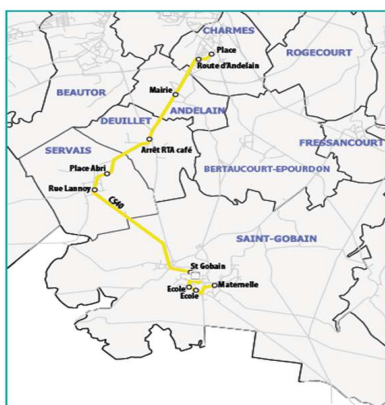 CHARMES
Place
ROGECOURT
Route d'Andelain
Mairie
BEAUTOR
ANDELAIN
DEUILLET
FRESSANCOURT
SERVAIS
Arrêt RTA café
Place Abri
BERTAUCOURT-EPOURDON
Rue Lannoy
C540
SAINT-GOBAIN
St Gobain
Ecole
Maternelle
Ecole